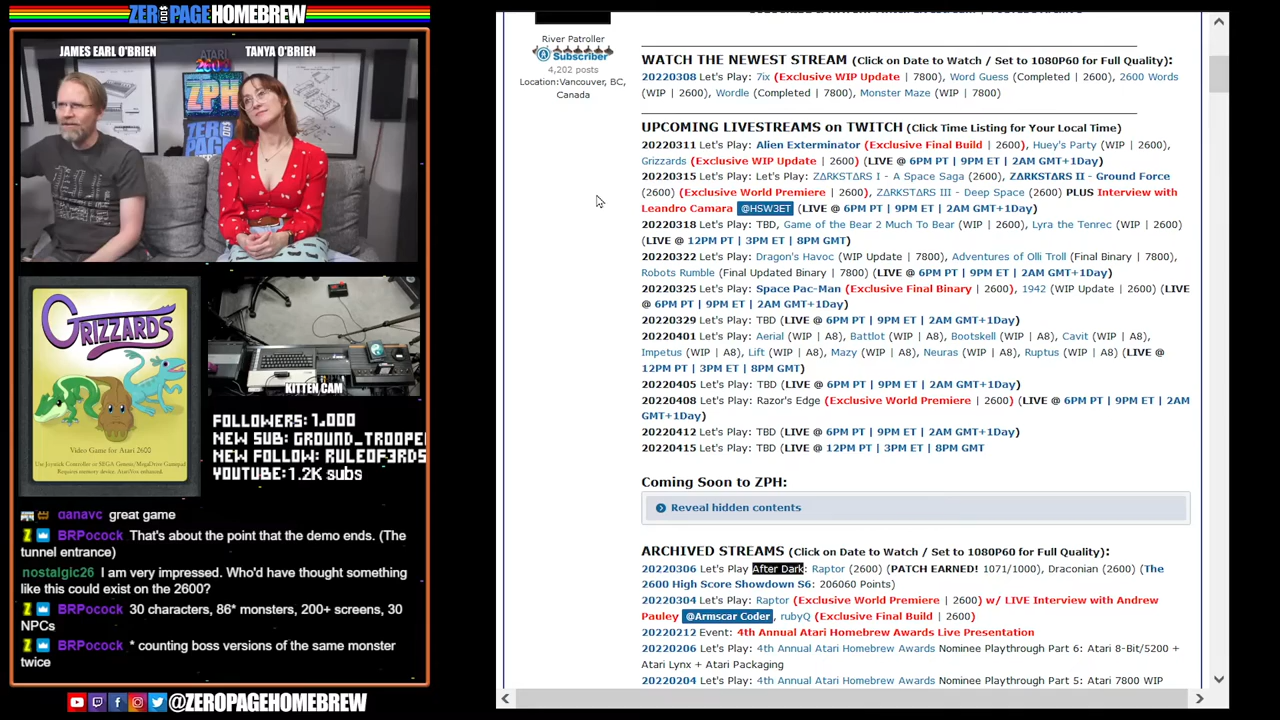 ZERO PAGE HOMEBREW
JAMES EARL O'BRIEN
TANYA O'BRIEN
ATARI
2600
ZPH
GRIZZARDS
Video Game for Atari 2600
KITTEN CAM
FOLLOWERS: 1,000
NEW SUB: GROUND_TROOPER
NEW FOLLOW: RULEOF3RDS
YOUTUBE: 1.2K subs
danavc great game
BRPocock That's about the point that the demo ends. (The
tunnel entrance)
nostalgic26 I am very impressed. Who'd have thought something
like this could exist on the 2600?
BRPocock 30 characters, 86* monsters, 200+ screens, 30
NPCs
BRPocock * counting boss versions of the same monster
twice
@ZEROPAGEHOMEBREW
River Patroller
Subscriber
4,202 posts
Location:Vancouver, BC,
Canada
WATCH THE NEWEST STREAM (Click on Date to Watch / Set to 1080P60 for Full Quality):
20220308 Let's Play: 7ix (Exclusive WIP Update | 7800), Word Guess (Completed | 2600), 2600 Words
(WIP | 2600), Wordle (Completed | 7800), Monster Maze (WIP | 7800)
UPCOMING LIVESTREAMS on TWITCH (Click Time Listing for Your Local Time)
20220311 Let's Play: Alien Exterminator (Exclusive Final Build | 2600), Huey's Party (WIP | 2600),
Grizzards (Exclusive WIP Update | 2600) (LIVE @ 6PM PT | 9PM ET | 2AM GMT+1Day)
20220315 Let's Play: Let's Play: ZΔRKSTΔRS I - A Space Saga (2600), ZΔRKSTΔRS II - Ground Force
(2600) (Exclusive World Premiere | 2600), ZΔRKSTΔRS III - Deep Space (2600) PLUS Interview with
Leandro Camara @HSW3ET (LIVE @ 6PM PT | 9PM ET | 2AM GMT+1Day)
20220318 Let's Play: TBD, Game of the Bear 2 Much To Bear (WIP | 2600), Lyra the Tenrec (WIP | 2600)
(LIVE @ 12PM PT | 3PM ET | 8PM GMT)
20220322 Let's Play: Dragon's Havoc (WIP Update | 7800), Adventures of Olli Troll (Final Binary | 7800),
Robots Rumble (Final Updated Binary | 7800) (LIVE @ 6PM PT | 9PM ET | 2AM GMT+1Day)
20220325 Let's Play: Space Pac-Man (Exclusive Final Binary | 2600), 1942 (WIP Update | 2600) (LIVE
@ 6PM PT | 9PM ET | 2AM GMT+1Day)
20220329 Let's Play: TBD (LIVE @ 6PM PT | 9PM ET | 2AM GMT+1Day)
20220401 Let's Play: Aerial (WIP | A8), Battlot (WIP | A8), Bootskell (WIP | A8), Cavit (WIP | A8),
Impetus (WIP | A8), Lift (WIP | A8), Mazy (WIP | A8), Neuras (WIP | A8), Ruptus (WIP | A8) (LIVE @
12PM PT | 3PM ET | 8PM GMT)
20220405 Let's Play: TBD (LIVE @ 6PM PT | 9PM ET | 2AM GMT+1Day)
20220408 Let's Play: Razor's Edge (Exclusive World Premiere | 2600) (LIVE @ 6PM PT | 9PM ET | 2AM
GMT+1Day)
20220412 Let's Play: TBD (LIVE @ 6PM PT | 9PM ET | 2AM GMT+1Day)
20220415 Let's Play: TBD (LIVE @ 12PM PT | 3PM ET | 8PM GMT
Coming Soon to ZPH:
Reveal hidden contents
ARCHIVED STREAMS (Click on Date to Watch / Set to 1080P60 for Full Quality):
20220306 Let's Play After Dark: Raptor (2600) (PATCH EARNED! 1071/1000), Draconian (2600) (The
2600 High Score Showdown S6: 206060 Points)
20220304 Let's Play: Raptor (Exclusive World Premiere | 2600) w/ LIVE Interview with Andrew
Pauley @Armscar Coder, rubyQ (Exclusive Final Build | 2600)
20220212 Event: 4th Annual Atari Homebrew Awards Live Presentation
20220206 Let's Play: 4th Annual Atari Homebrew Awards Nominee Playthrough Part 6: Atari 8-Bit/5200 +
Atari Lynx + Atari Packaging
20220204 Let's Play: 4th Annual Atari Homebrew Awards Nominee Playthrough Part 5: Atari 7800 WIP